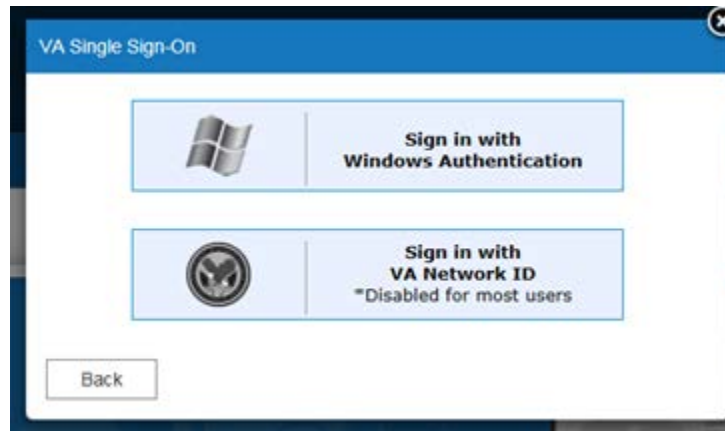 VA Single Sign-On
Sign in with
Windows Authentication
Sign in with
VA Network ID
*Disabled for most users
Back